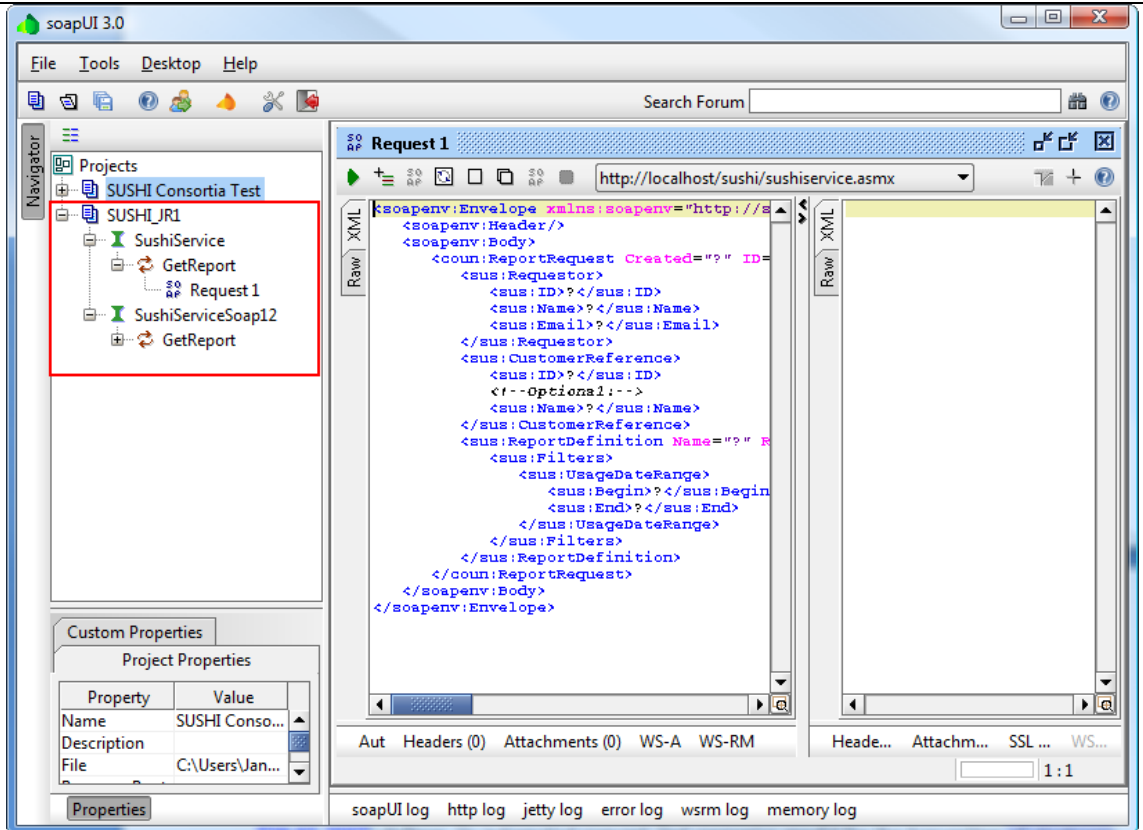 soapUI 3.0
File Tools Desktop Help
Search Forum
Navigator
Projects
SUSHI Consortia Test
SUSHI_JR1
SushiService
GetReport
Request 1
SushiServiceSoap12
GetReport
Custom Properties
Project Properties
Property Value
Name SUSHI Conso...
Description
File C:\Users\Jan...
Properties
Request 1
http://localhost/sushi/sushiservice.asmx
XML
Raw
<soapenv:Envelope xmlns:soapenv="http://s
<soapenv:Header/>
<soapenv:Body>
<coun:ReportRequest Created="?" ID=
<sus:Requestor>
<sus:ID>?</sus:ID>
<sus:Name>?</sus:Name>
<sus:Email>?</sus:Email>
</sus:Requestor>
<sus:CustomerReference>
<sus:ID>?</sus:ID>
<!--Optional:-->
<sus:Name>?</sus:Name>
</sus:CustomerReference>
<sus:ReportDefinition Name="?" R
<sus:Filters>
<sus:UsageDateRange>
<sus:Begin>?</sus:Begin
<sus:End>?</sus:End>
</sus:UsageDateRange>
</sus:Filters>
</sus:ReportDefinition>
</coun:ReportRequest>
</soapenv:Body>
</soapenv:Envelope>
XML
Raw
Aut Headers (0) Attachments (0) WS-A WS-RM
Heade... Attachm... SSL ... WS...
1 : 1
soapUI log http log jetty log error log wsrm log memory log